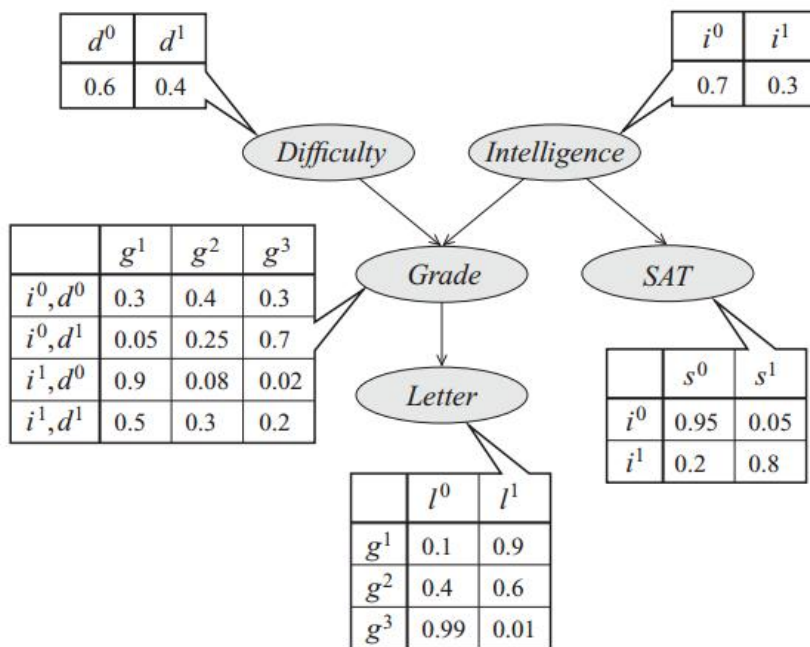 d⁰ d¹
0.6 0.4
i⁰ i¹
0.7 0.3
Difficulty
Intelligence
g¹ g² g³
i⁰,d⁰ 0.3 0.4 0.3
i⁰,d¹ 0.05 0.25 0.7
i¹,d⁰ 0.9 0.08 0.02
i¹,d¹ 0.5 0.3 0.2
Grade
SAT
Letter
s⁰ s¹
i⁰ 0.95 0.05
i¹ 0.2 0.8
l⁰ l¹
g¹ 0.1 0.9
g² 0.4 0.6
g³ 0.99 0.01